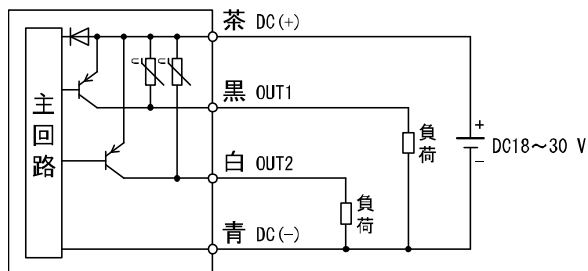 茶 DC(+)
黒 OUT1
白 OUT2
青 DC(-)
主回路
負荷
負荷
+
DC18～30 V
-